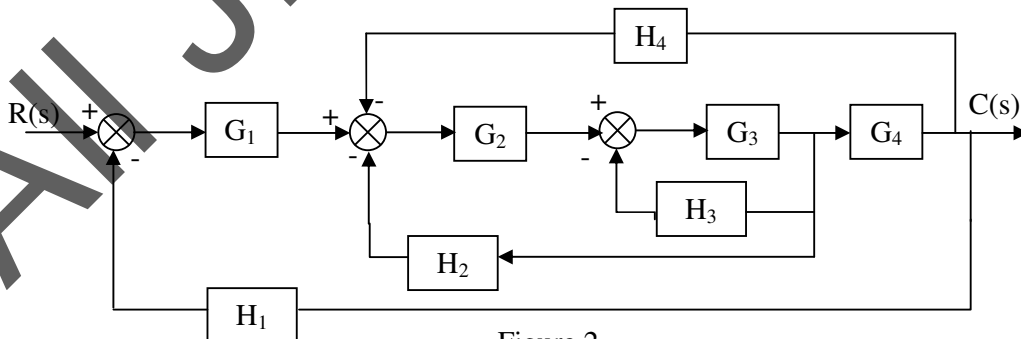 H₄
R(s) + - C(s)
+ G₁ + - G₂ + - G₃ G₄
H₃
H₂
H₁